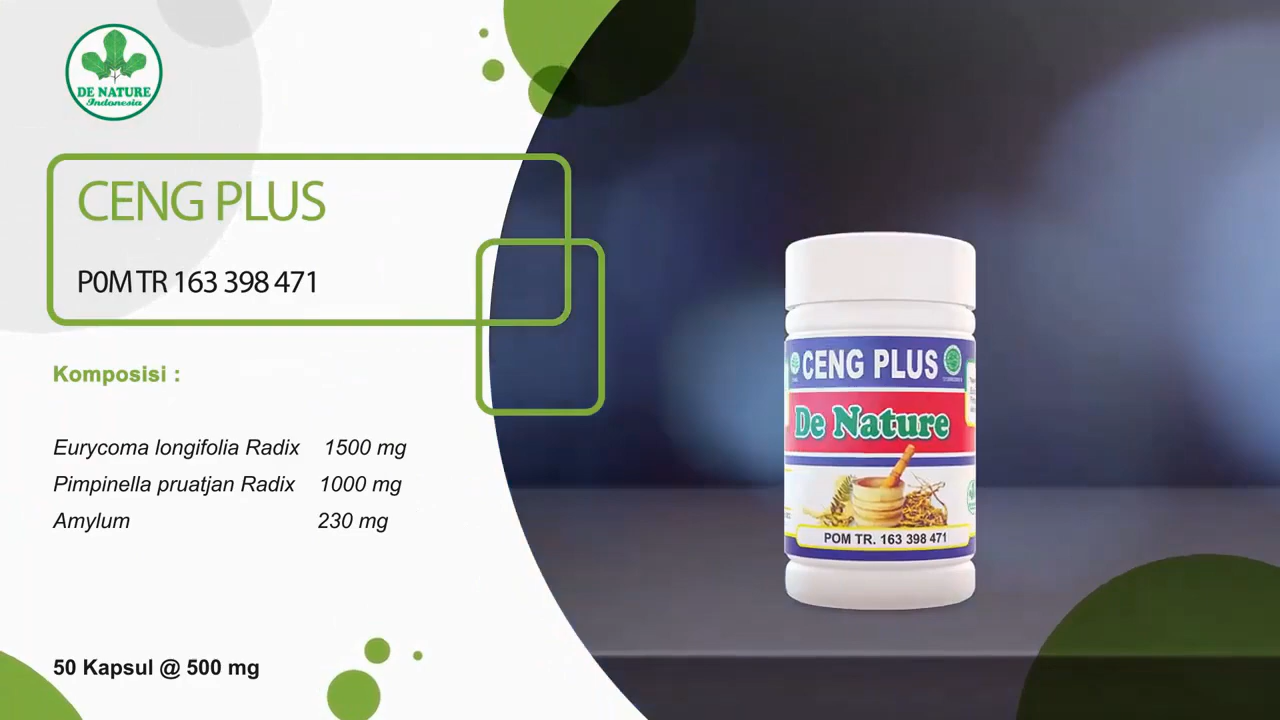 DE NATURE
Indonesia
CENG PLUS
POM TR 163 398 471
Komposisi :
Eurycoma longifolia Radix 1500 mg
Pimpinella pruatjan Radix 1000 mg
Amylum 230 mg
50 Kapsul @ 500 mg
CENG PLUS
De Nature
POM TR. 163 398 471